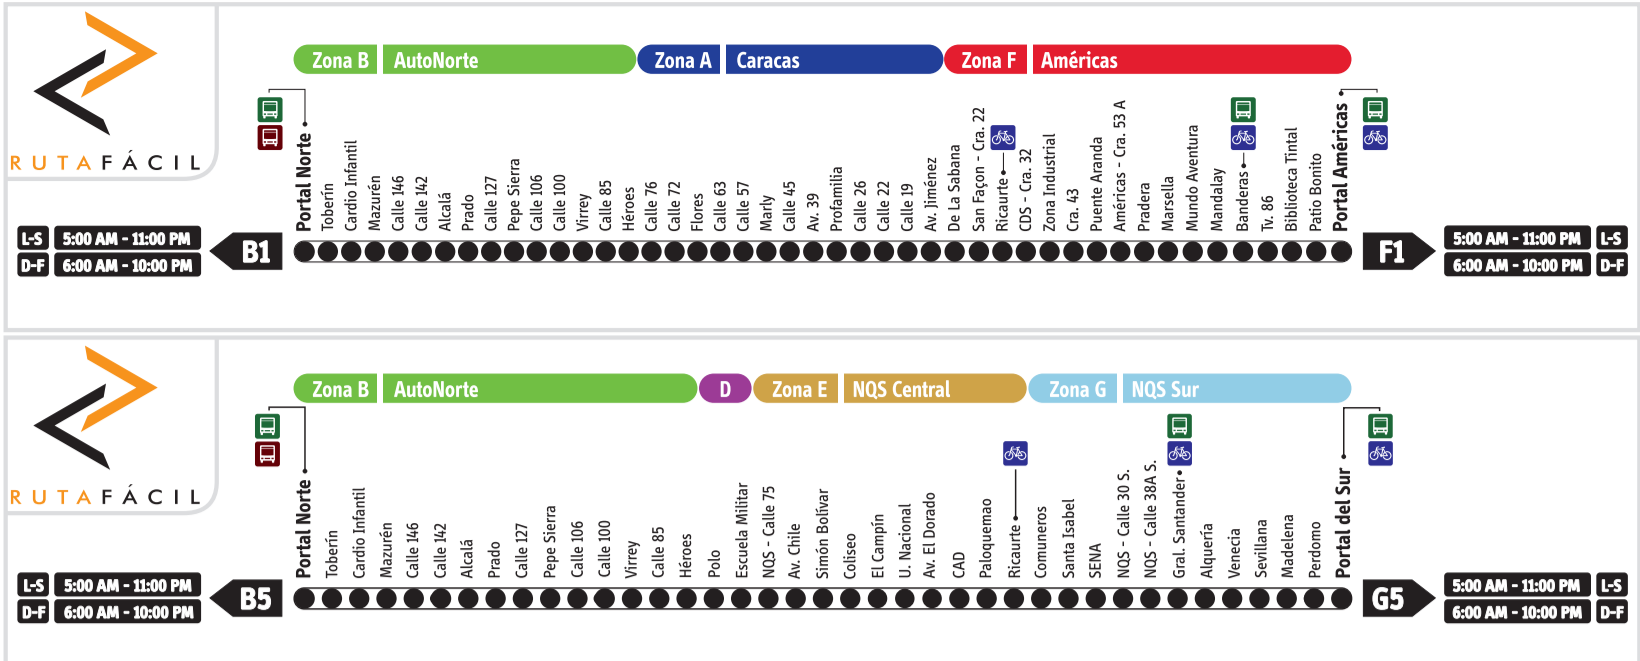 Zona B AutoNorte Zona A Caracas Zona F Américas
RUTAFÁCIL
Portal Norte
Toberín
Cardio Infantil
Mazurén
Calle 146
Calle 142
Alcalá
Prado
Calle 127
Pepe Sierra
Calle 106
Calle 100
Virrey
Calle 85
Héroes
Calle 76
Calle 72
Flores
Calle 63
Calle 57
Marly
Calle 45
Av. 39
Profamilia
Calle 26
Calle 22
Calle 19
Av. Jiménez
De La Sabana
San Façon - Cra. 22
Ricaurte
CDS - Cra. 32
Zona Industrial
Cra. 43
Puente Aranda
Américas - Cra. 53 A
Pradera
Marsella
Mundo Aventura
Mandalay
Banderas
Tv. 86
Biblioteca Tintal
Patio Bonito
Portal Américas
L-S 5:00 AM - 11:00 PM
D-F 6:00 AM - 10:00 PM
B1
F1
5:00 AM - 11:00 PM L-S
6:00 AM - 10:00 PM D-F
Zona B AutoNorte D Zona E NQS Central Zona G NQS Sur
RUTAFÁCIL
Portal Norte
Toberín
Cardio Infantil
Mazurén
Calle 146
Calle 142
Alcalá
Prado
Calle 127
Pepe Sierra
Calle 106
Calle 100
Virrey
Calle 85
Héroes
Polo
Escuela Militar
NQS - Calle 75
Av. Chile
Simón Bolívar
Coliseo
El Campín
U. Nacional
Av. El Dorado
CAD
Paloquemao
Ricaurte
Comuneros
Santa Isabel
SENA
NQS - Calle 30 S.
NQS - Calle 38A S.
Gral. Santander
Alquería
Venecia
Sevillana
Madelena
Perdomo
Portal del Sur
L-S 5:00 AM - 11:00 PM
D-F 6:00 AM - 10:00 PM
B5
G5
5:00 AM - 11:00 PM L-S
6:00 AM - 10:00 PM D-F